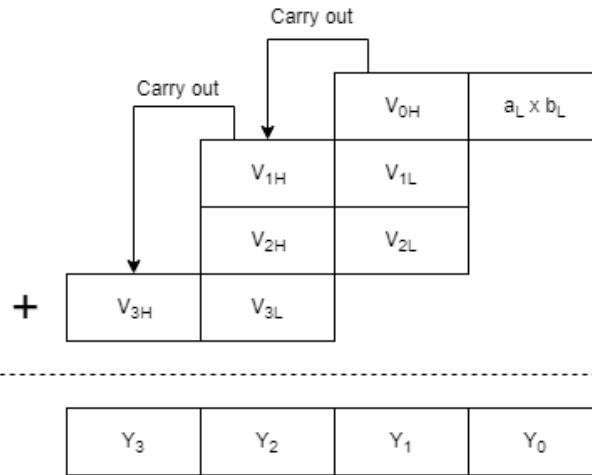 Carry out
Carry out
V0H aL x bL
V1H V1L
V2H V2L
+ V3H V3L
Y3 Y2 Y1 Y0